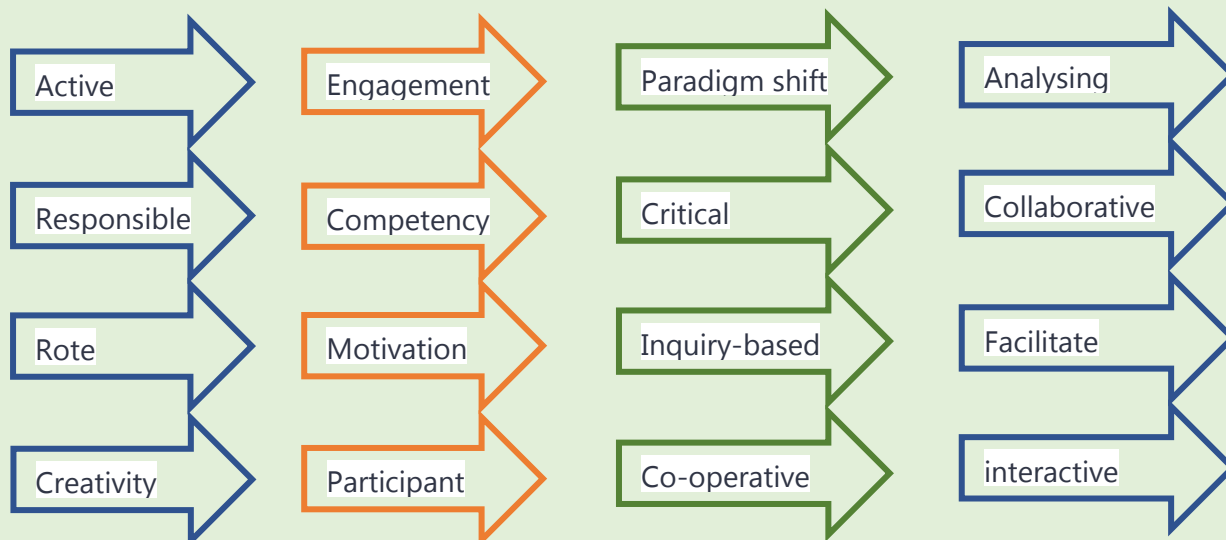 Active
Engagement
Paradigm shift
Analysing
Responsible
Competency
Critical
Collaborative
Rote
Motivation
Inquiry-based
Facilitate
Creativity
Participant
Co-operative
interactive